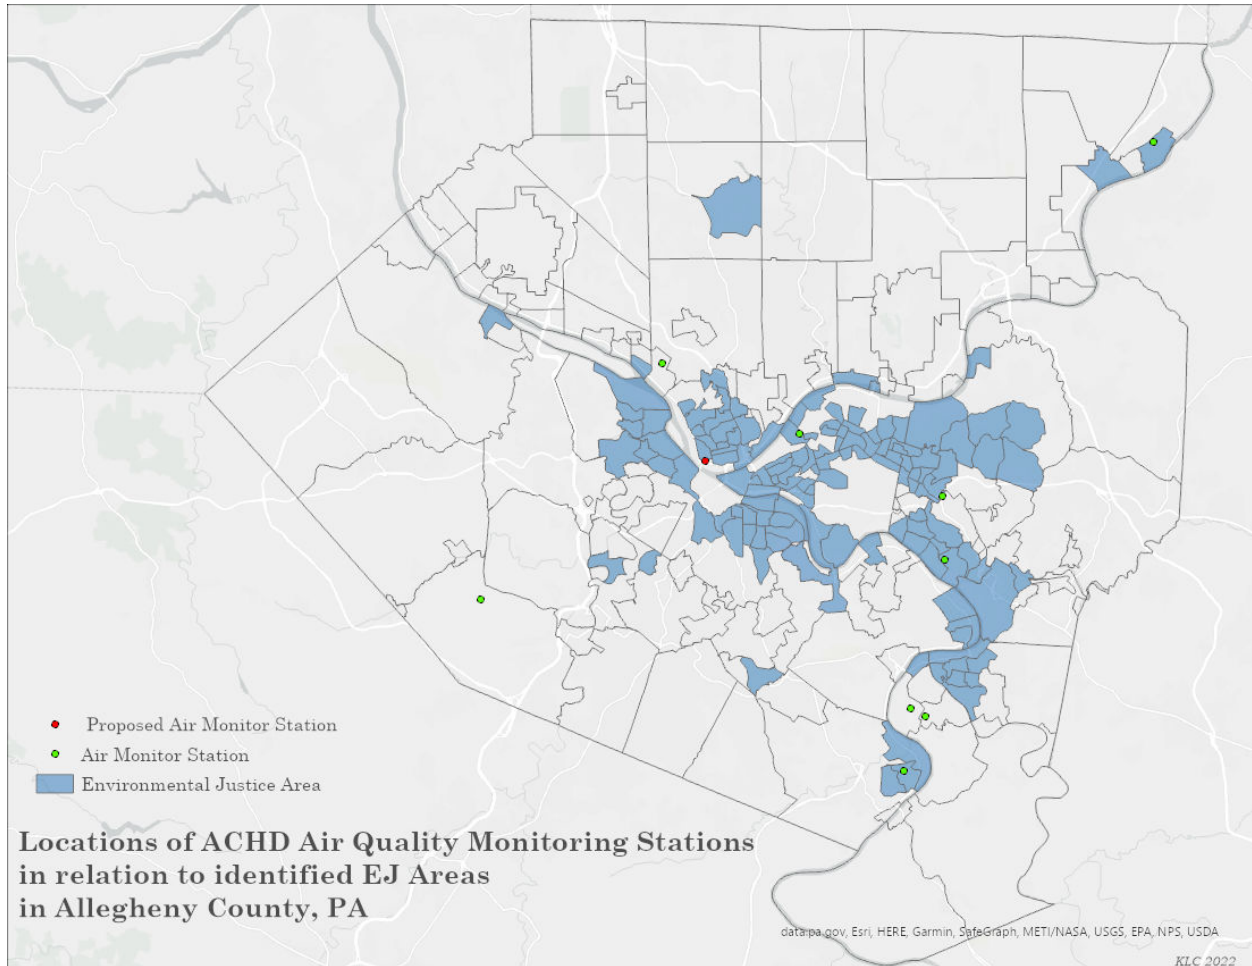 Proposed Air Monitor Station
Air Monitor Station
Environmental Justice Area
Locations of ACHD Air Quality Monitoring Stations
in relation to identified EJ Areas
in Allegheny County, PA
data.pa.gov, Esri, HERE, Garmin, SafeGraph, METI/NASA, USGS, EPA, NPS, USDA
KLC 2022